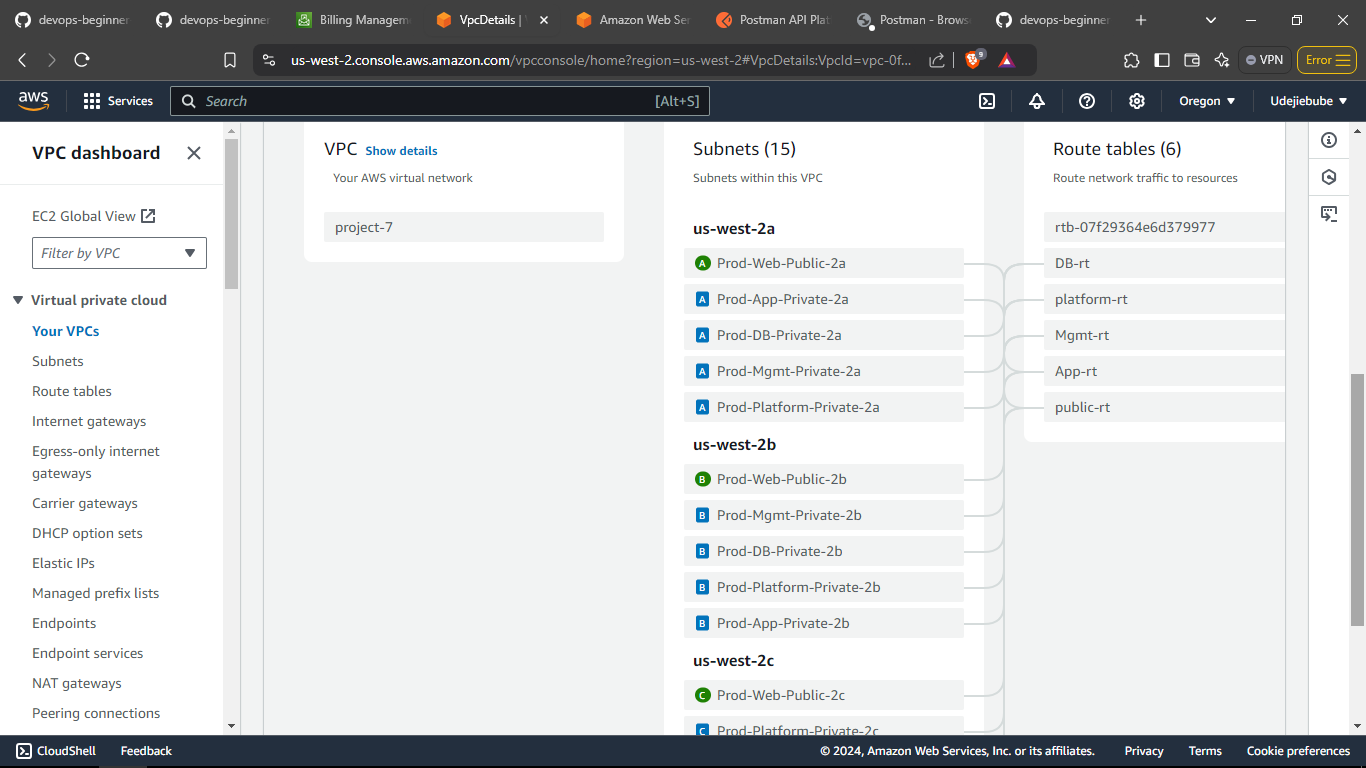 devops-beginner
devops-beginner
Billing Managem
VpcDetails |
Amazon Web Ser
Postman API Plat
Postman - Brows
devops-beginner
us-west-2.console.aws.amazon.com/vpcconsole/home?region=us-west-2#VpcDetails:VpcId=vpc-0f...
9
VPN
Error
aws
Services
Search
[Alt+S]
Oregon
Udejiebube
VPC dashboard
EC2 Global View
Filter by VPC
Virtual private cloud
Your VPCs
Subnets
Route tables
Internet gateways
Egress-only internet
gateways
Carrier gateways
DHCP option sets
Elastic IPs
Managed prefix lists
Endpoints
Endpoint services
NAT gateways
Peering connections
VPC Show details
Your AWS virtual network
project-7
Subnets (15)
Subnets within this VPC
us-west-2a
A Prod-Web-Public-2a
A Prod-App-Private-2a
A Prod-DB-Private-2a
A Prod-Mgmt-Private-2a
A Prod-Platform-Private-2a
us-west-2b
B Prod-Web-Public-2b
B Prod-Mgmt-Private-2b
B Prod-DB-Private-2b
B Prod-Platform-Private-2b
B Prod-App-Private-2b
us-west-2c
C Prod-Web-Public-2c
C Prod-Platform-Private-2c
Route tables (6)
Route network traffic to resources
rtb-07f29364e6d379977
DB-rt
platform-rt
Mgmt-rt
App-rt
public-rt
CloudShell
Feedback
© 2024, Amazon Web Services, Inc. or its affiliates.
Privacy
Terms
Cookie preferences